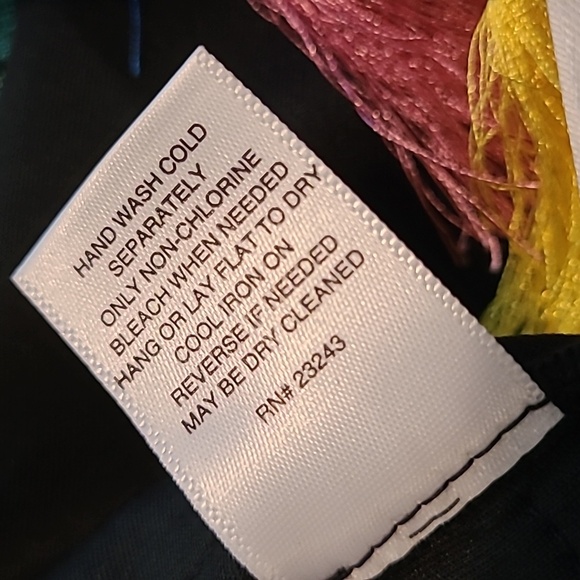 HAND WASH COLD
SEPARATELY
ONLY NON-CHLORINE
BLEACH WHEN NEEDED
HANG OR LAY FLAT TO DRY
COOL IRON ON
REVERSE IF NEEDED
MAY BE DRY CLEANED
RN# 23243